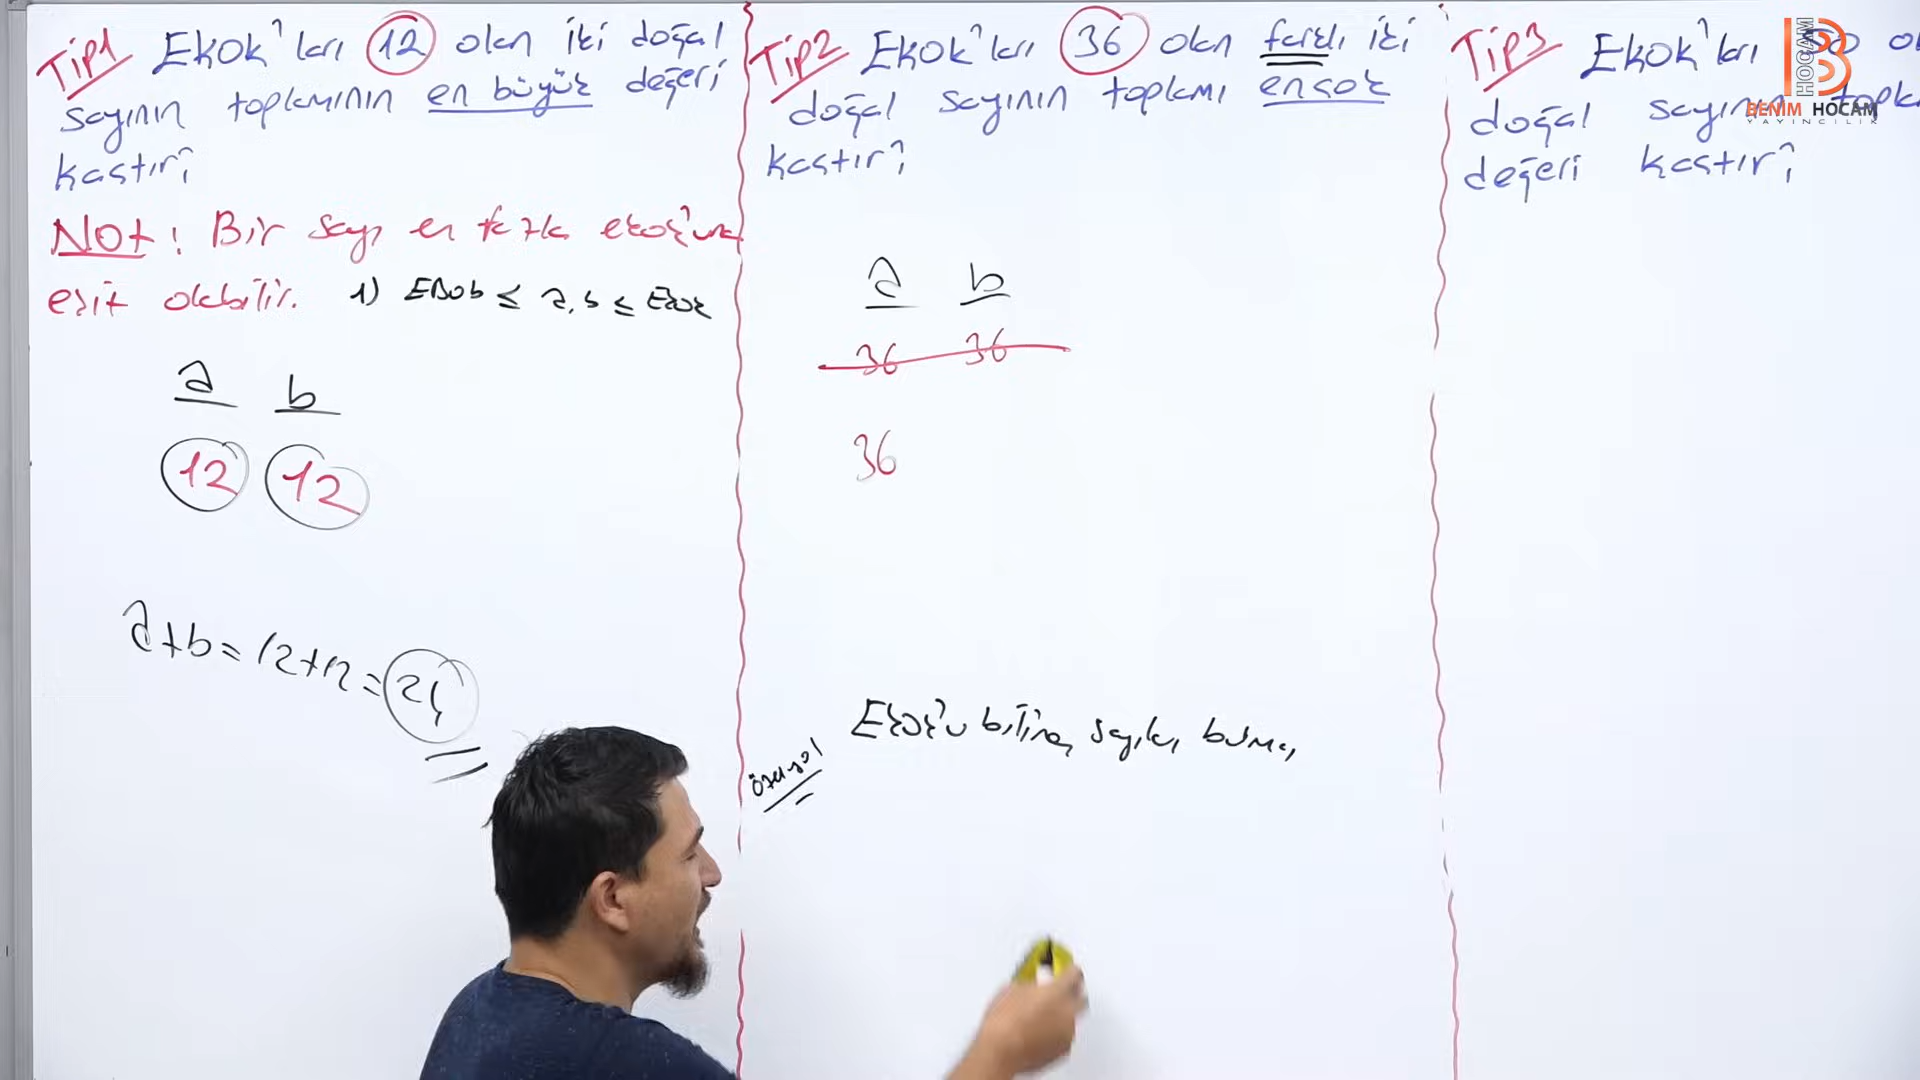 Tip1 Ekok'ları 12 olan iki doğal
sayının toplamının en büyük değeri
kaçtır?
Not: Bir sayı en fazla ekok'una
eşit olabilir. 1) EBob ≤ a,b ≤ Ekok
a b
12 12
a+b=12+12=24
Tip2 Ekok'ları 36 olan farklı iki
doğal sayının toplamı en çok
kaçtır?
a b
36 36
36
Özel yol
Ekok'u bilinen sayıları bulma,
Tip3 Ekok'ları
doğal sayının
değeri kaçtır?
BENİM HOCAM
YAYINCILIK
HOCAM